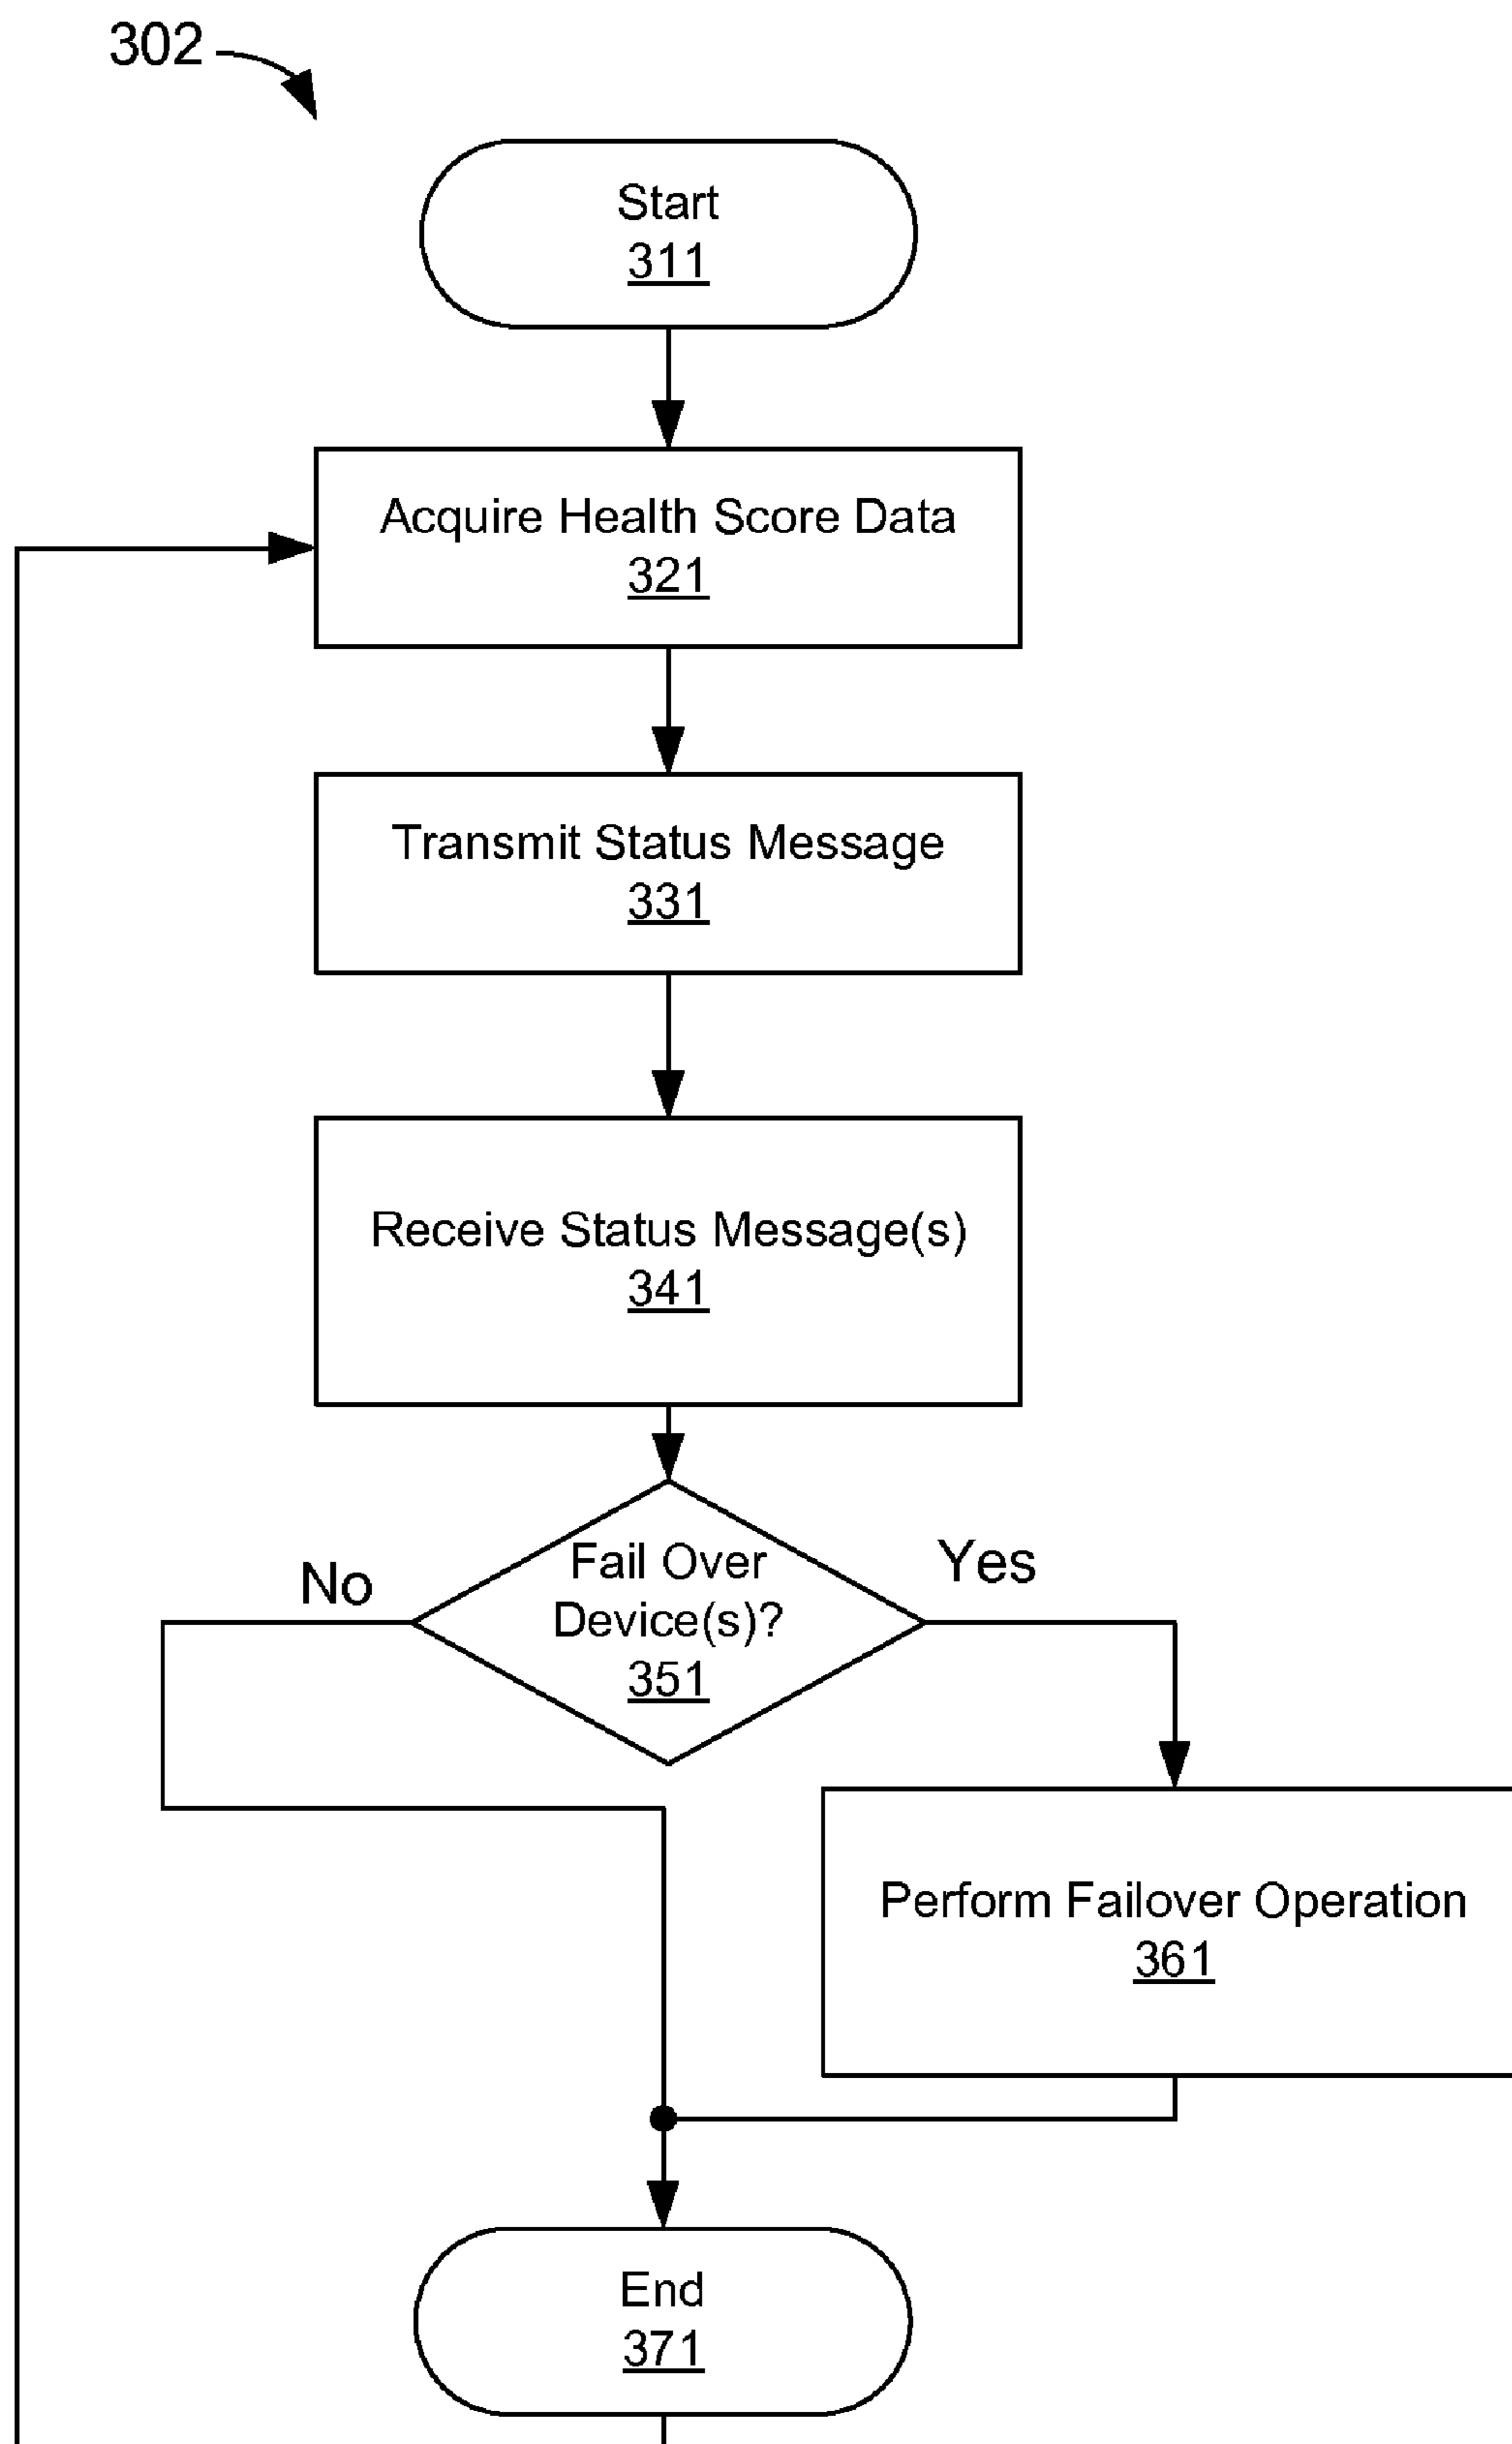 302
Start
311
Acquire Health Score Data
321
Transmit Status Message
331
Receive Status Message(s)
341
No
Fail Over
Device(s)?
351
Yes
Perform Failover Operation
361
End
371